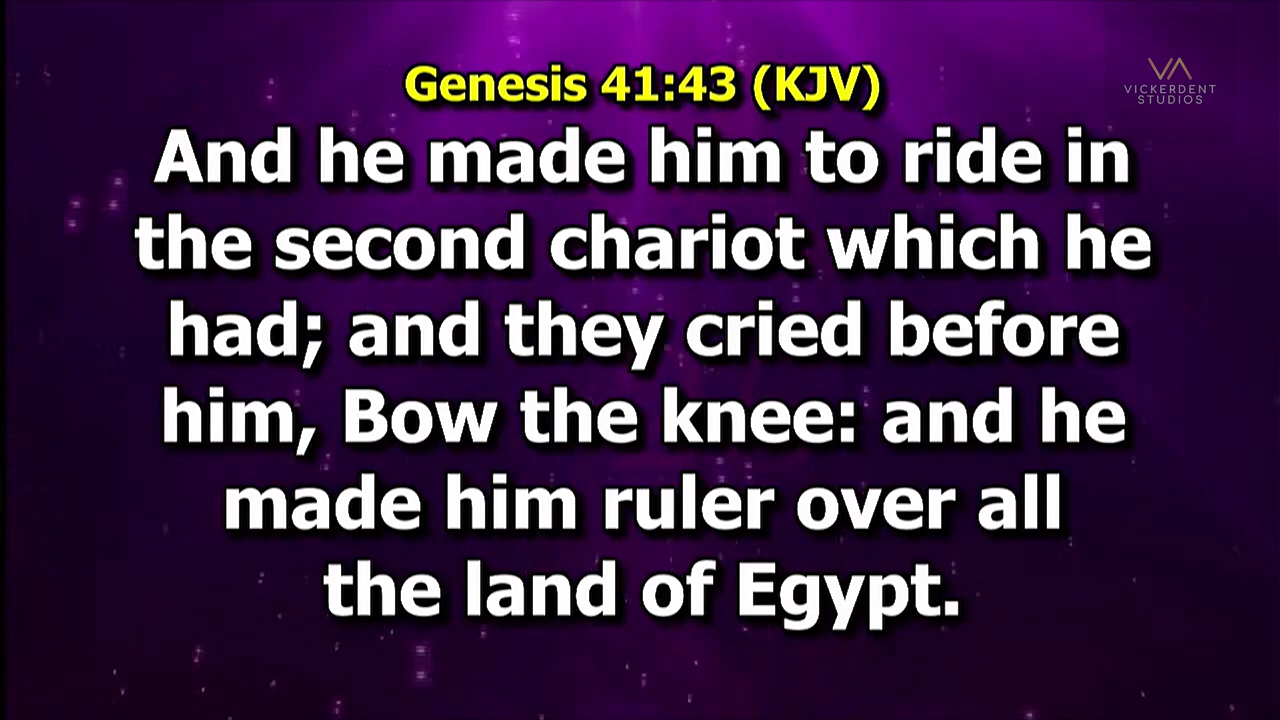 Genesis 41:43 (KJV)
VICKERDENT
STUDIOS
And he made him to ride in
the second chariot which he
had; and they cried before
him, Bow the knee: and he
made him ruler over all
the land of Egypt.